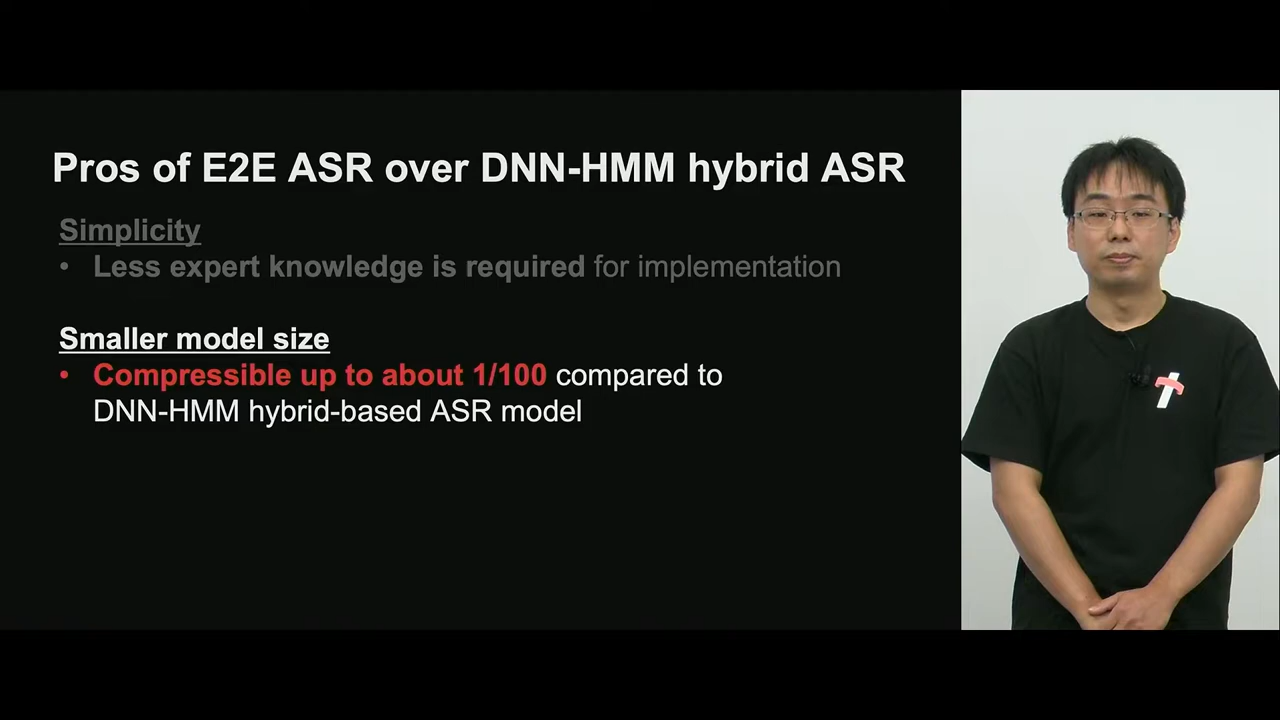 Pros of E2E ASR over DNN-HMM hybrid ASR
Simplicity
• Less expert knowledge is required for implementation
Smaller model size
• Compressible up to about 1/100 compared to
DNN-HMM hybrid-based ASR model